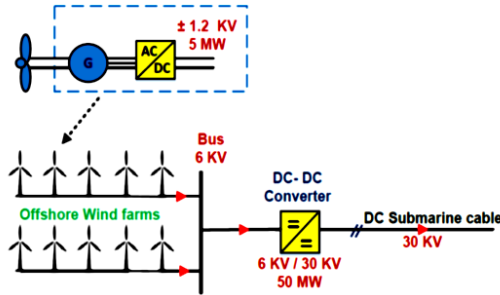 ± 1.2 KV
5 MW
G
AC
DC
Bus
6 KV
DC- DC
Converter
Offshore Wind farms
DC Submarine cable
30 KV
6 KV / 30 KV
50 MW